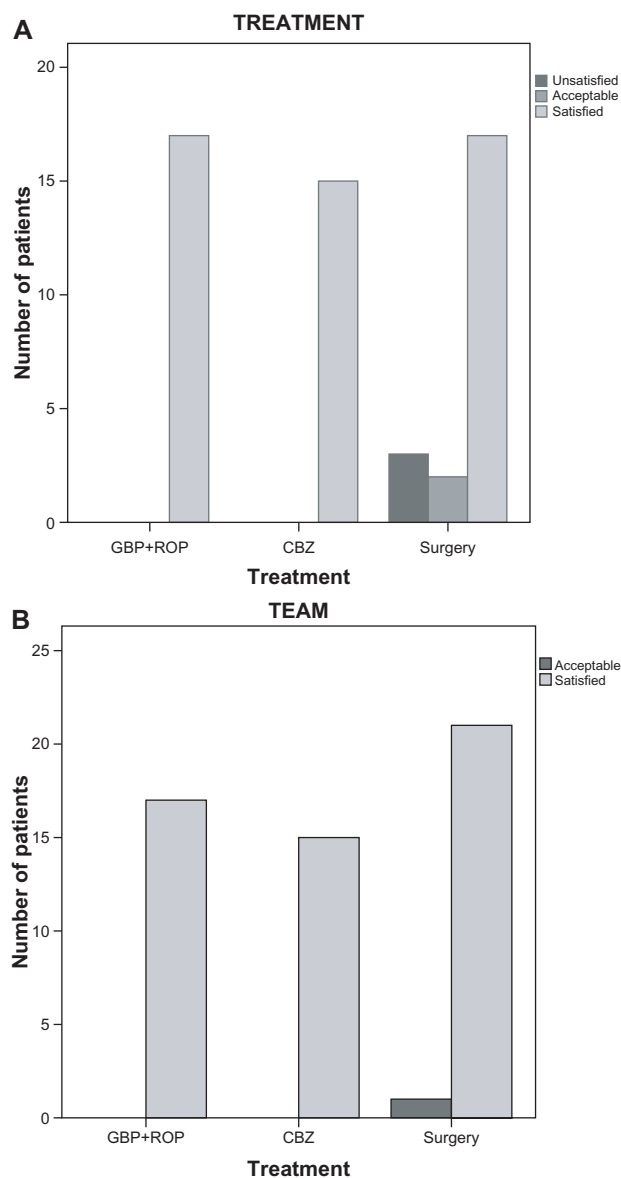 A
TREATMENT
20
15
10
5
0
Number of patients
Unsatisfied
Acceptable
Satisfied
GBP+ROP CBZ Surgery
Treatment
B
TEAM
25
20
15
10
5
0
Number of patients
Acceptable
Satisfied
GBP+ROP CBZ Surgery
Treatment